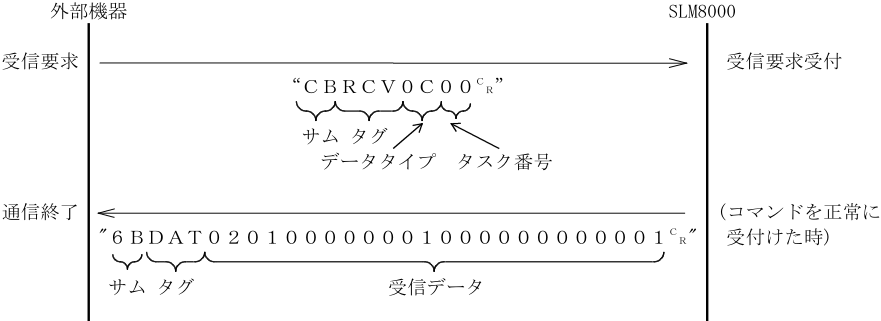 外部機器 SLM8000
受信要求 受信要求受付
“ＣＢＲＣＶ０Ｃ００CR”
サム タグ
データタイプ タスク番号
通信終了 （コマンドを正常に
受付けた時）
″６ＢＤＡＴ０２０１０００００００１００００００００００００１CR″
サム タグ 受信データ